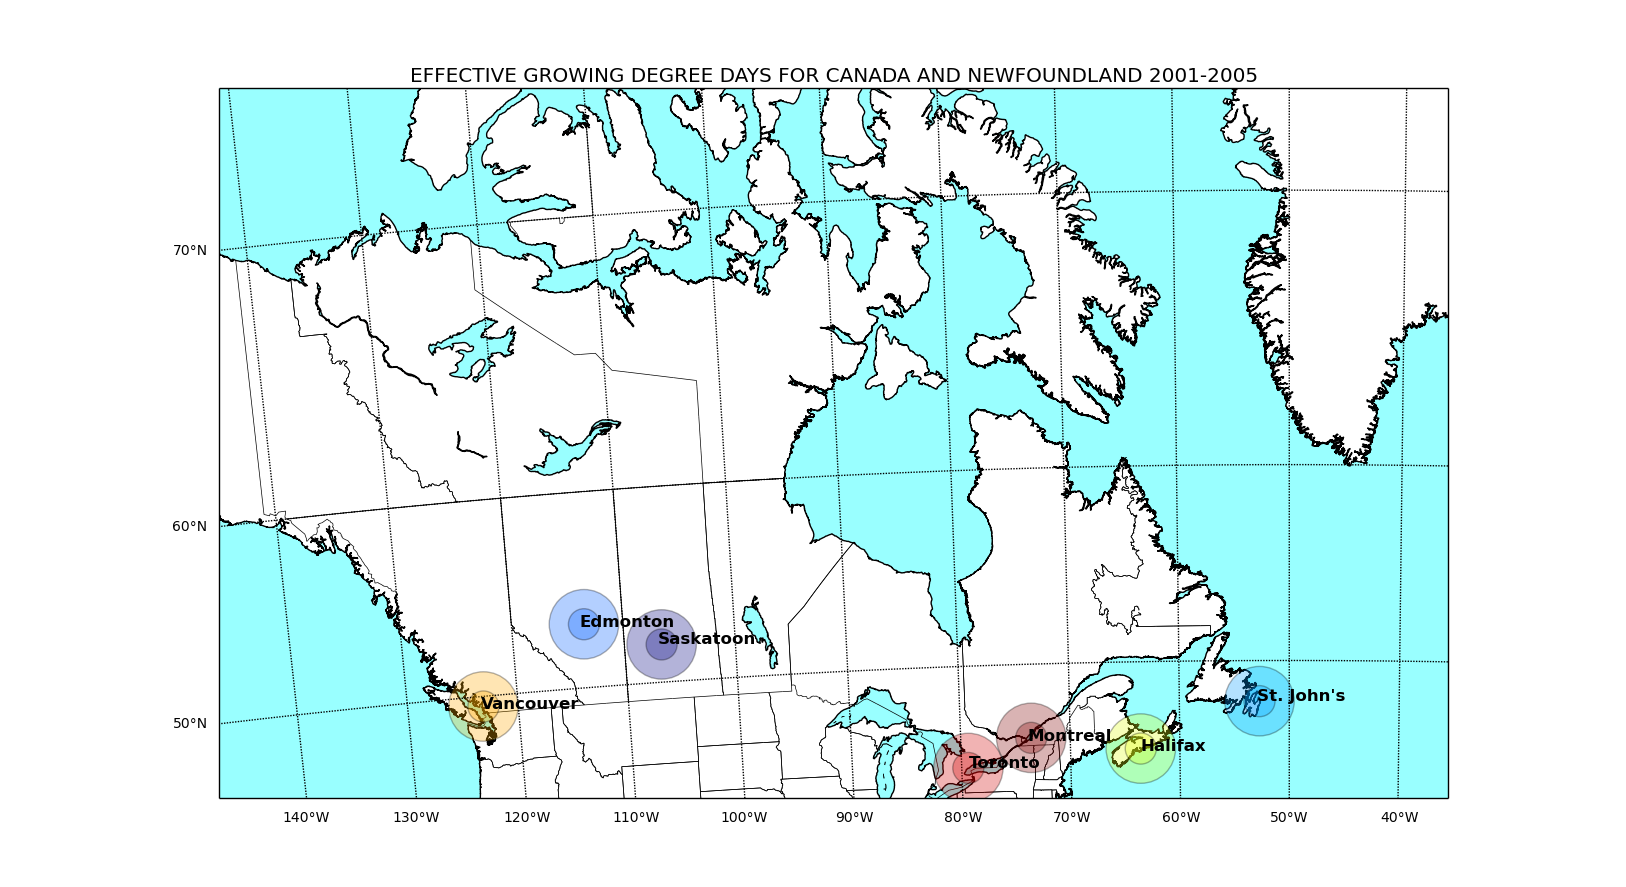 EFFECTIVE GROWING DEGREE DAYS FOR CANADA AND NEWFOUNDLAND 2001-2005
70°N
60°N
50°N
Edmonton
Saskatoon
Vancouver
St. John's
Montreal
Halifax
Toronto
140°W 130°W 120°W 110°W 100°W 90°W 80°W 70°W 60°W 50°W 40°W